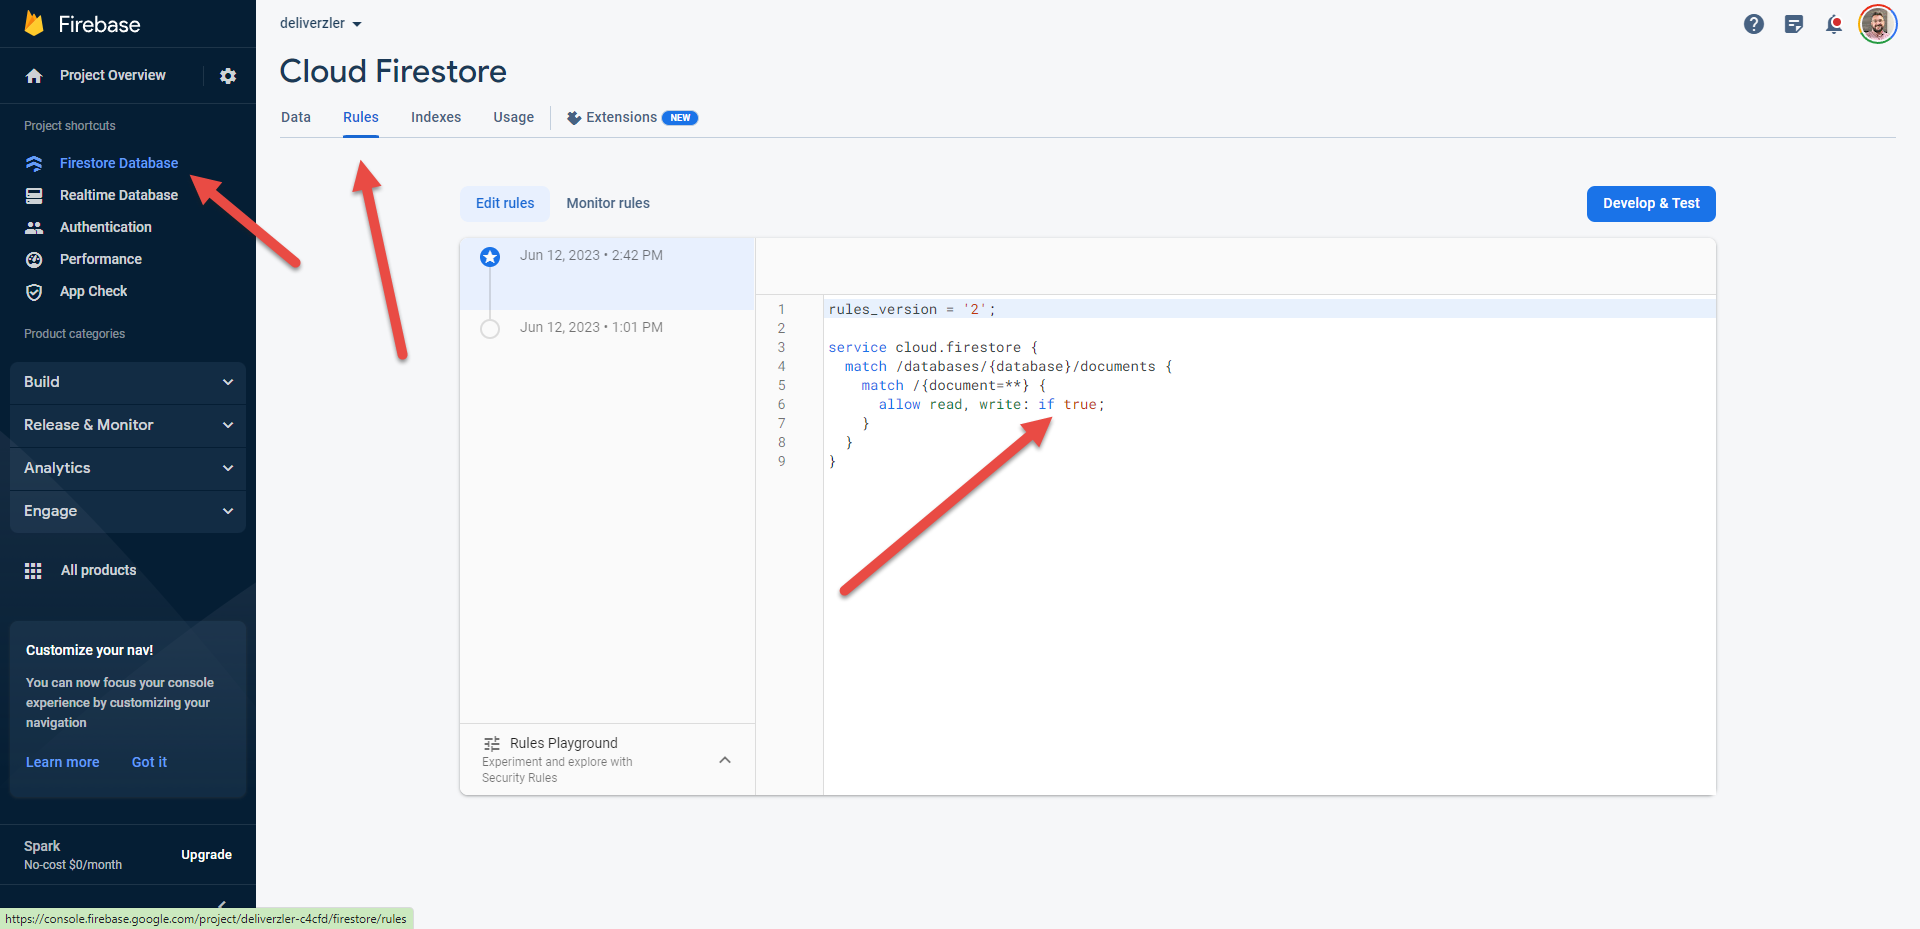 Firebase
deliverzler
Project Overview
Cloud Firestore
Data
Rules
Indexes
Usage
Extensions
NEW
Project shortcuts
Firestore Database
Realtime Database
Authentication
Performance
App Check
Product categories
Build
Release & Monitor
Analytics
Engage
All products
Customize your nav!
You can now focus your console
experience by customizing your
navigation
Learn more
Got it
Spark
No-cost $0/month
Upgrade
https://console.firebase.google.com/project/deliverzler-c4cfd/firestore/rules
Edit rules
Monitor rules
Develop & Test
Jun 12, 2023 • 2:42 PM
Jun 12, 2023 • 1:01 PM
Rules Playground
Experiment and explore with
Security Rules
1 rules_version = '2';
2
3 service cloud.firestore {
4 match /databases/{database}/documents {
5 match /{document=**} {
6 allow read, write: if true;
7 }
8 }
9 }